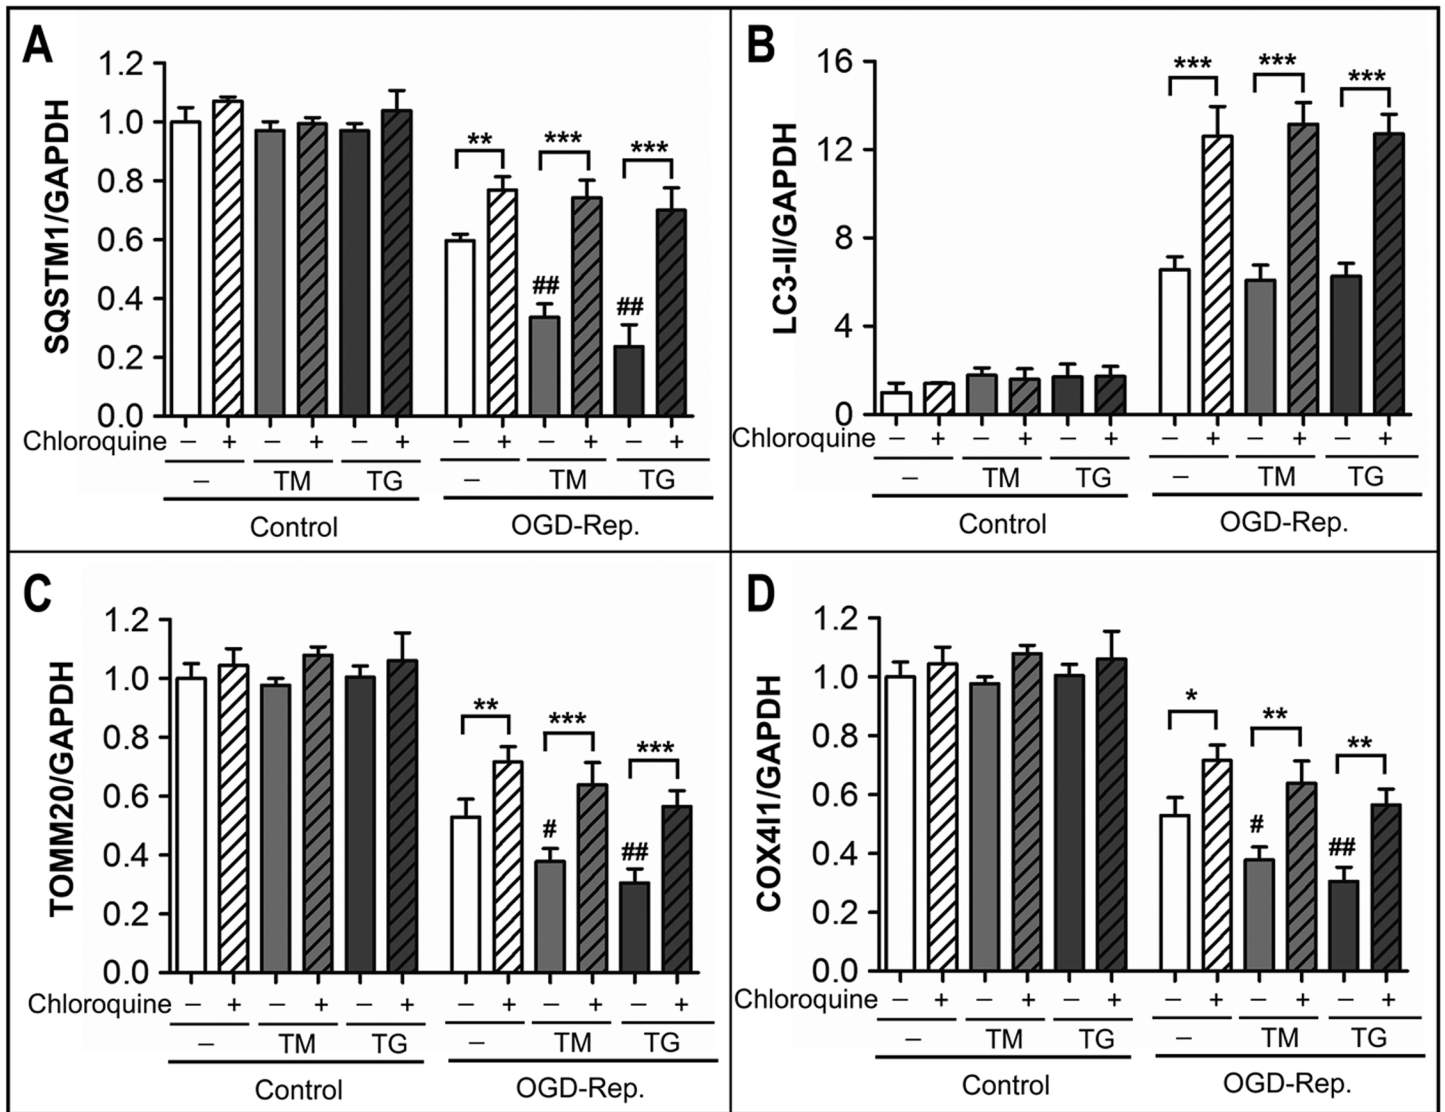 A
SQSTM1/GAPDH
1.2
1.0
0.8
0.6
0.4
0.2
0.0
** *** ***
## ##
Chloroquine – + – + – + – + – + – +
– TM TG – TM TG
Control OGD-Rep.
B
LC3-II/GAPDH
16
12
8
4
0
*** *** ***
Chloroquine – + – + – + – + – + – +
– TM TG – TM TG
Control OGD-Rep.
C
TOMM20/GAPDH
1.2
1.0
0.8
0.6
0.4
0.2
0.0
** *** ***
# ##
Chloroquine – + – + – + – + – + – +
– TM TG – TM TG
Control OGD-Rep.
D
COX4I1/GAPDH
1.2
1.0
0.8
0.6
0.4
0.2
0.0
* ** **
# ##
Chloroquine – + – + – + – + – + – +
– TM TG – TM TG
Control OGD-Rep.